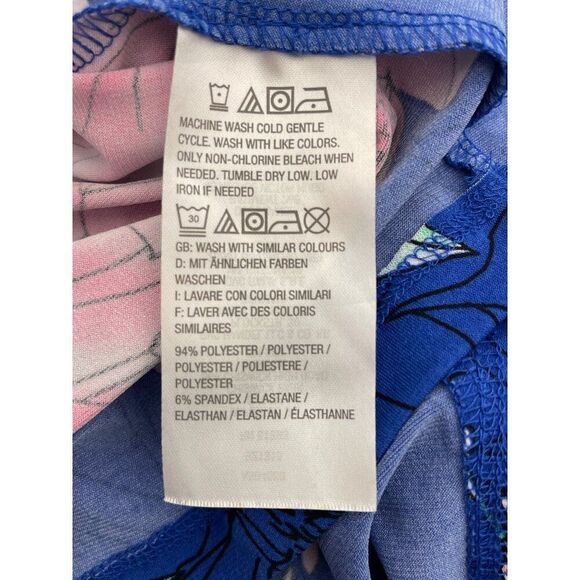 MACHINE WASH COLD GENTLE
CYCLE. WASH WITH LIKE COLORS.
ONLY NON-CHLORINE BLEACH WHEN
NEEDED. TUMBLE DRY LOW. LOW
IRON IF NEEDED
30
GB: WASH WITH SIMILAR COLOURS
D: MIT ÄHNLICHEN FARBEN
WASCHEN
I: LAVARE CON COLORI SIMILARI
F: LAVER AVEC DES COLORIS
SIMILAIRES
94% POLYESTER / POLYESTER /
POLYESTER / POLIESTERE /
POLYESTER
6% SPANDEX / ELASTANE /
ELASTHAN / ELASTAN / ÉLASTHANNE